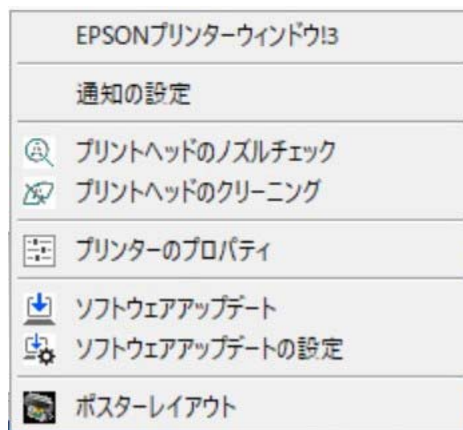 EPSONプリンターウィンドウ!3
通知の設定
プリントヘッドのノズルチェック
プリントヘッドのクリーニング
プリンターのプロパティ
ソフトウェアアップデート
ソフトウェアアップデートの設定
ポスターレイアウト